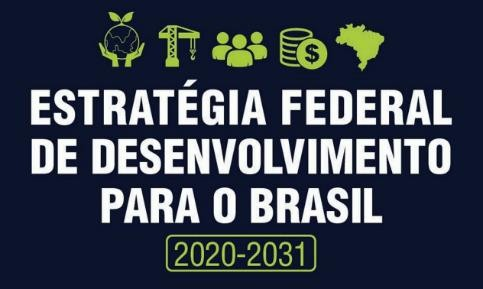 ESTRATÉGIA FEDERAL
DE DESENVOLVIMENTO
PARA O BRASIL
2020-2031